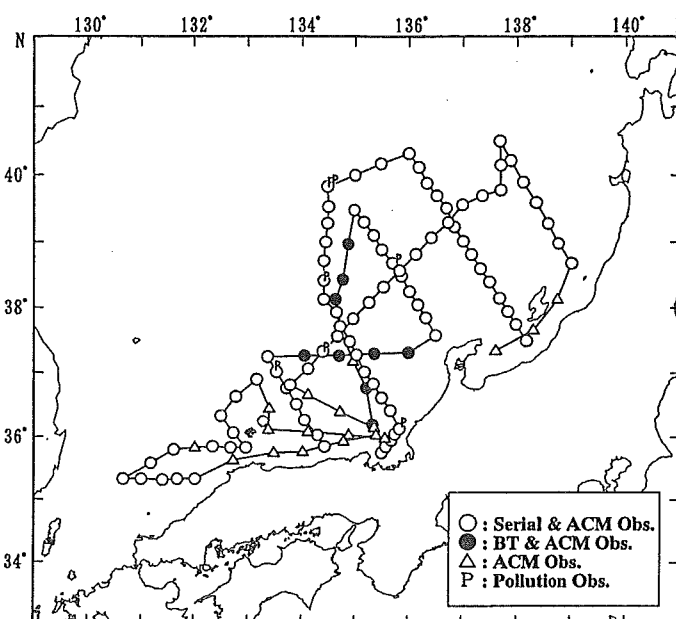 130° 132° 134° 136° 138° 140°
N
40°
38°
36°
34°
PP
P
P
P
P
P
○ : Serial & ACM Obs.
● : BT & ACM Obs.
△ : ACM Obs.
P : Pollution Obs.